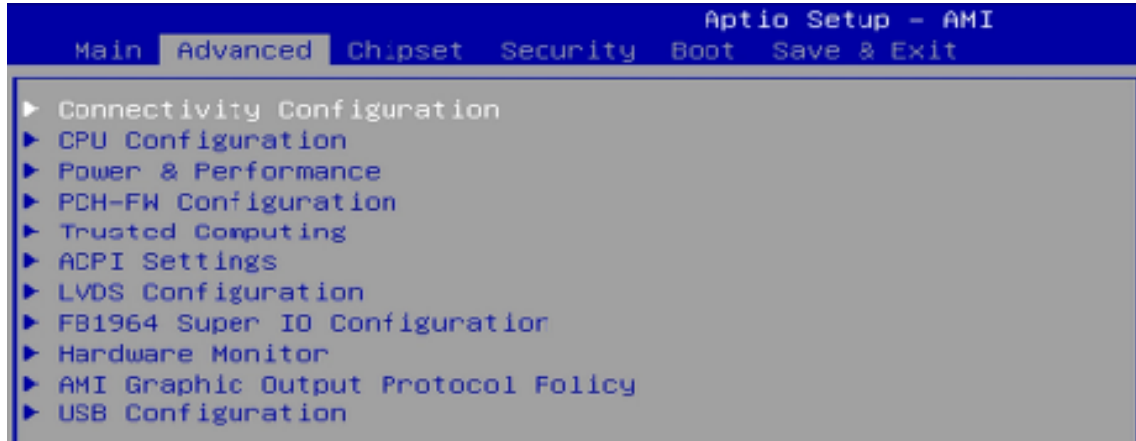 Aptio Setup – AMI
Main Advanced Chipset Security Boot Save & Exit
Connectivity Configuration
CPU Configuration
Power & Performance
PCH-FW Configuration
Trusted Computing
ACPI Settings
LVDS Configuration
F81964 Super IO Configuration
Hardware Monitor
AMI Graphic Output Protocol Policy
USB Configuration